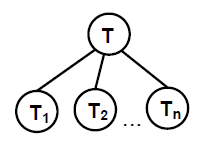 T
T₁ T₂ ... Tₙ